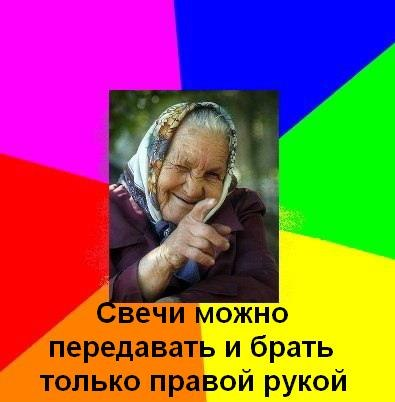 Свечи можно
передавать и брать
только правой рукой